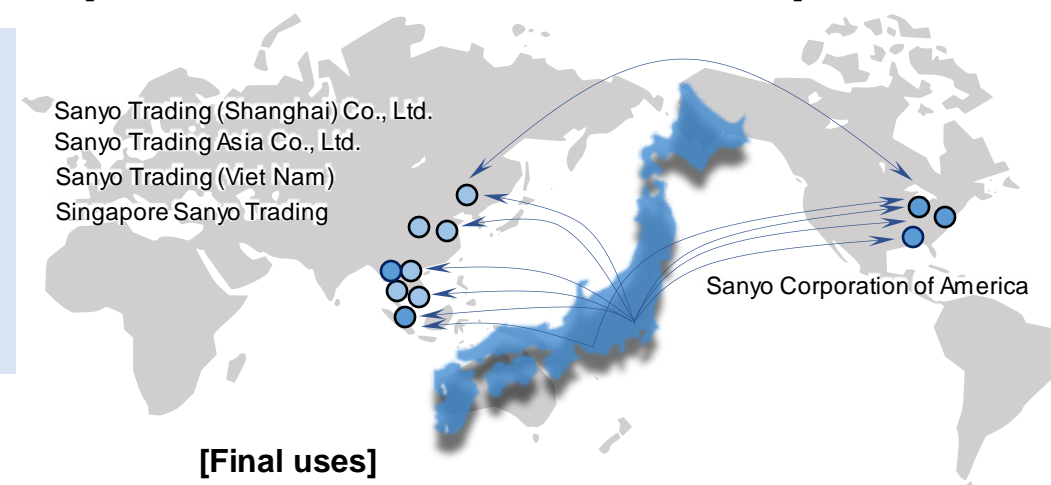 Sanyo Trading (Shanghai) Co., Ltd.
Sanyo Trading Asia Co., Ltd.
Sanyo Trading (Viet Nam)
Singapore Sanyo Trading
Sanyo Corporation of America
[Final uses]